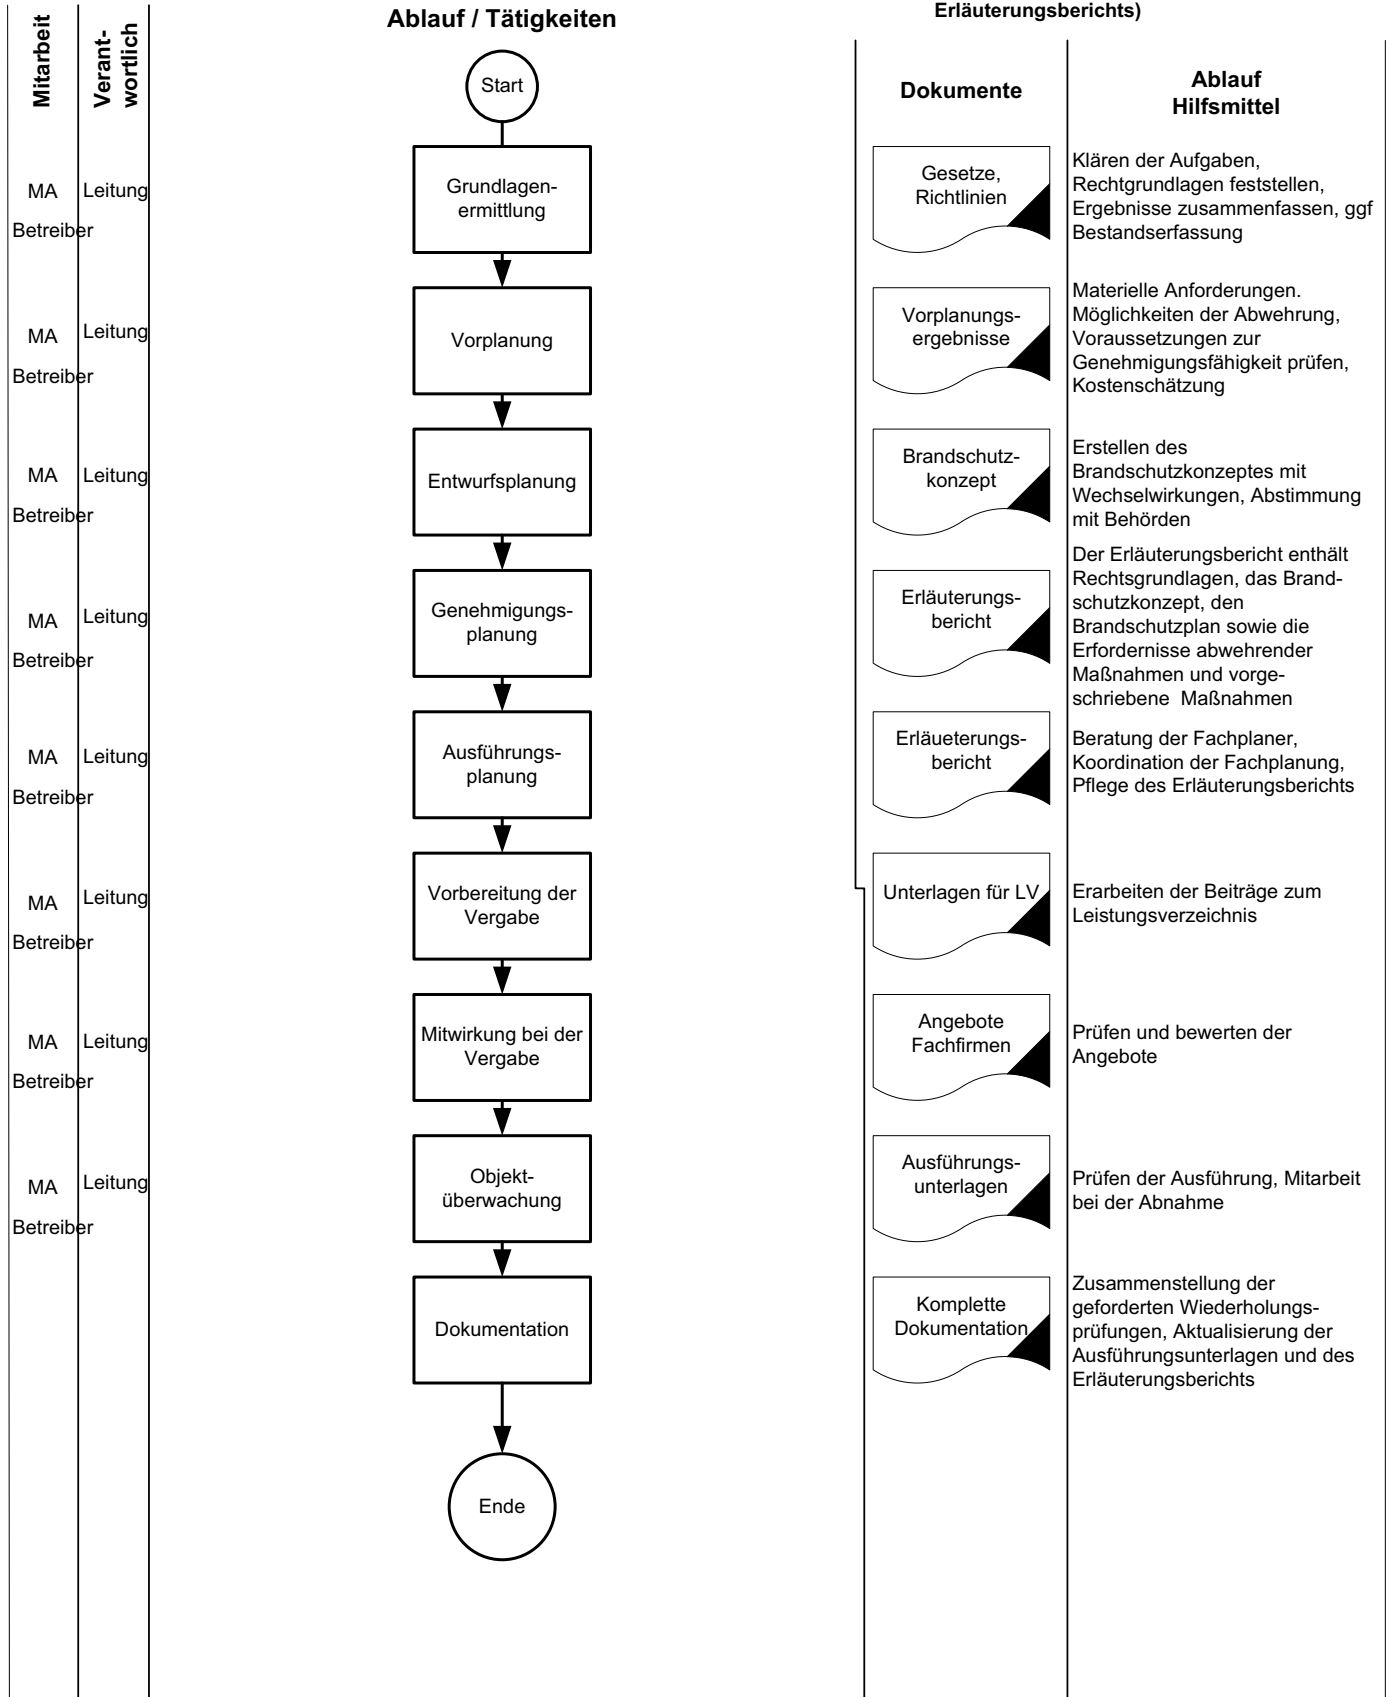 Erläuterungsberichts)
Ablauf / Tätigkeiten
Mitarbeit
Verant-
wortlich
Dokumente
Ablauf
Hilfsmittel
Start
MA
Betreiber
Leitung
Grundlagen-
ermittlung
Gesetze,
Richtlinien
Klären der Aufgaben,
Rechtgrundlagen feststellen,
Ergebnisse zusammenfassen, ggf
Bestandserfassung
MA
Betreiber
Leitung
Vorplanung
Vorplanungs-
ergebnisse
Materielle Anforderungen.
Möglichkeiten der Abwehrung,
Voraussetzungen zur
Genehmigungsfähigkeit prüfen,
Kostenschätzung
MA
Betreiber
Leitung
Entwurfsplanung
Brandschutz-
konzept
Erstellen des
Brandschutzkonzeptes mit
Wechselwirkungen, Abstimmung
mit Behörden
MA
Betreiber
Leitung
Genehmigungs-
planung
Erläuterungs-
bericht
Der Erläuterungsbericht enthält
Rechtsgrundlagen, das Brand-
schutzkonzept, den
Brandschutzplan sowie die
Erfordernisse abwehrender
Maßnahmen und vorge-
schriebene Maßnahmen
MA
Betreiber
Leitung
Ausführungs-
planung
Erläueterungs-
bericht
Beratung der Fachplaner,
Koordination der Fachplanung,
Pflege des Erläuterungsberichts
MA
Betreiber
Leitung
Vorbereitung der
Vergabe
Unterlagen für LV
Erarbeiten der Beiträge zum
Leistungsverzeichnis
MA
Betreiber
Leitung
Mitwirkung bei der
Vergabe
Angebote
Fachfirmen
Prüfen und bewerten der
Angebote
MA
Betreiber
Leitung
Objekt-
überwachung
Ausführungs-
unterlagen
Prüfen der Ausführung, Mitarbeit
bei der Abnahme
Dokumentation
Komplette
Dokumentation
Zusammenstellung der
geforderten Wiederholungs-
prüfungen, Aktualisierung der
Ausführungsunterlagen und des
Erläuterungsberichts
Ende